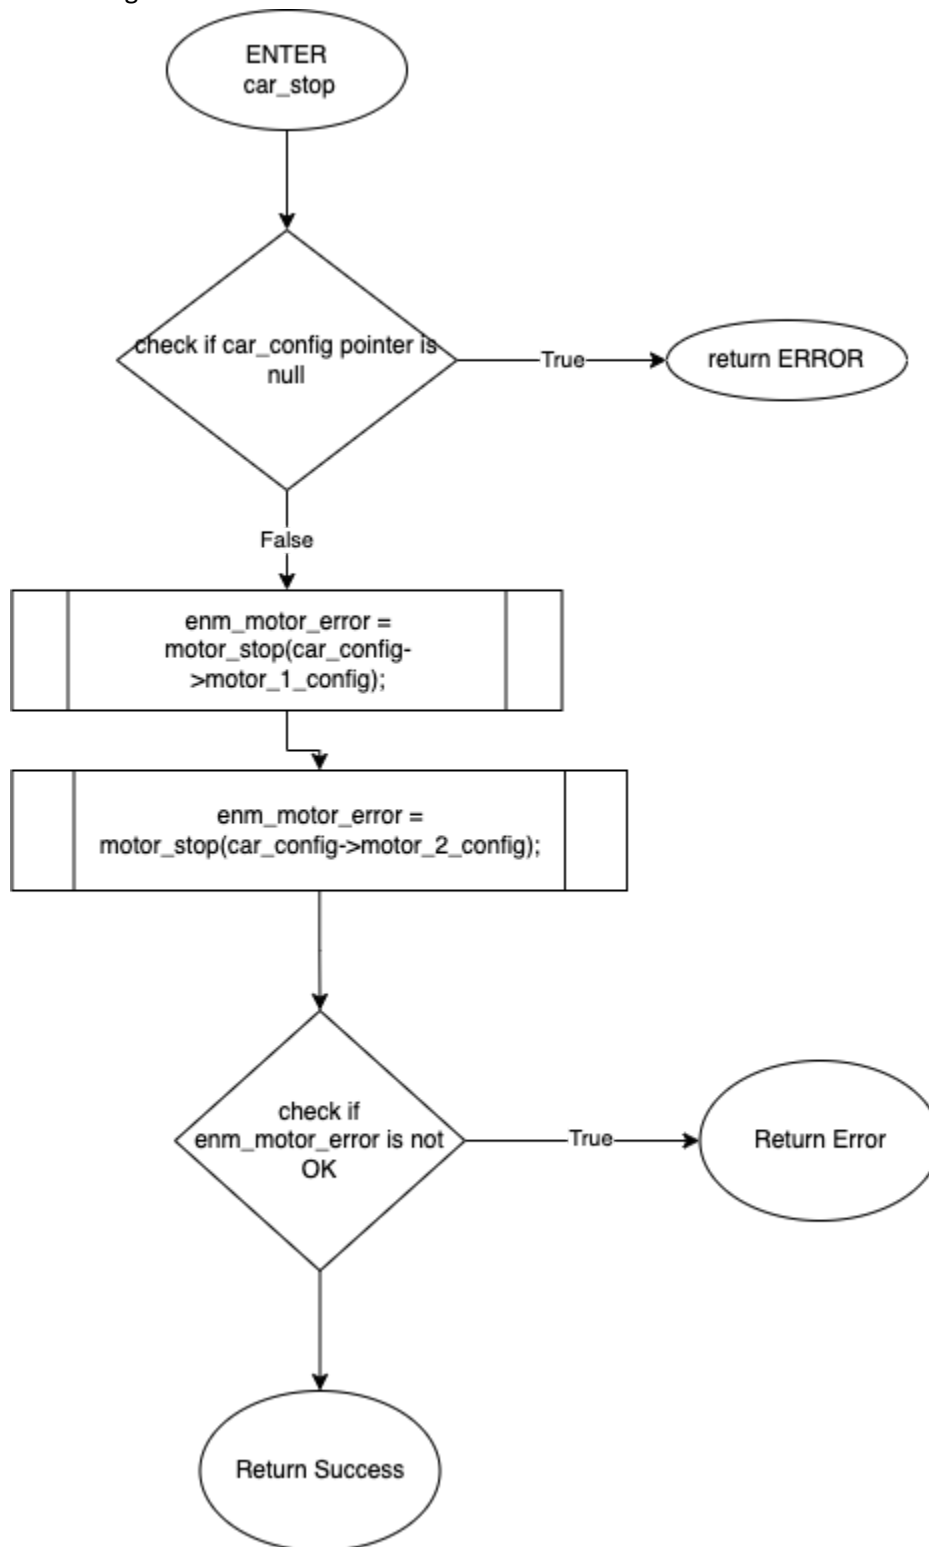 ENTER
car_stop
check if car_config pointer is
null
True
return ERROR
False
enm_motor_error =
motor_stop(car_config-
>motor_1_config);
enm_motor_error =
motor_stop(car_config->motor_2_config);
check if
enm_motor_error is not
OK
True
Return Error
Return Success